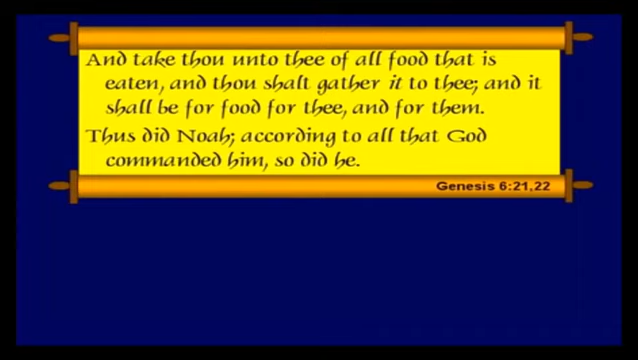 And take thou unto thee of all food that is
eaten, and thou shalt gather it to thee; and it
shall be for food for thee, and for them.
Thus did Noah; according to all that God
commanded him, so did he.
Genesis 6:21,22